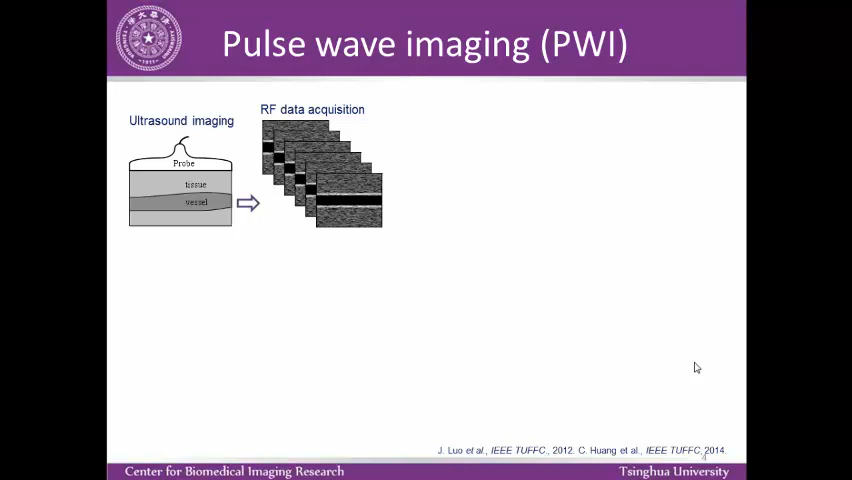 Pulse wave imaging (PWI)
RF data acquisition
Ultrasound imaging
Probe
tissue
vessel
J. Luo et al., IEEE TUFFC., 2012. C. Huang et al., IEEE TUFFC, 2014.
4
Center for Biomedical Imaging Research
Tsinghua University